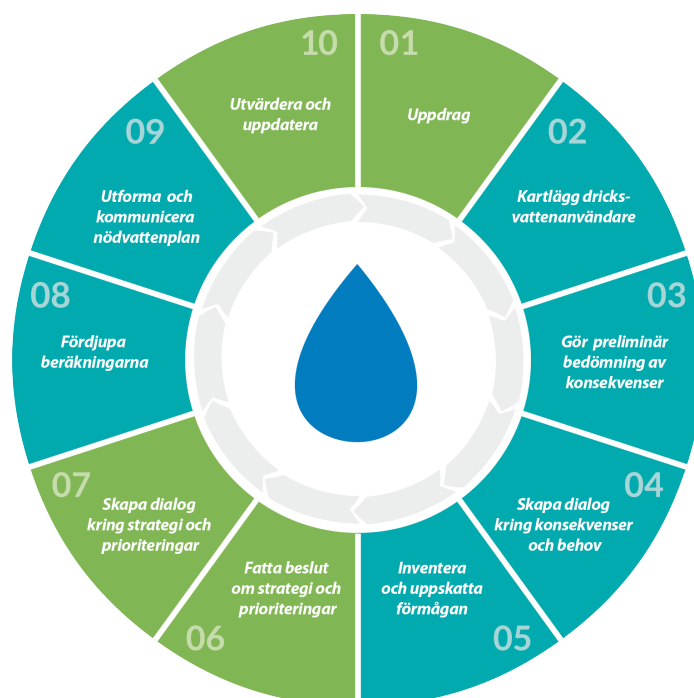 01
Uppdrag
02
Kartlägg dricks-
vattenanvändare
03
Gör preliminär
bedömning av
konsekvenser
04
Skapa dialog
kring konsekvenser
och behov
05
Inventera
och uppskatta
förmågan
06
Fatta beslut
om strategi och
prioriteringar
07
Skapa dialog
kring strategi och
prioriteringar
08
Fördjupa
beräkningarna
09
Utforma och
kommunicera
nödvattenplan
10
Utvärdera och
uppdatera